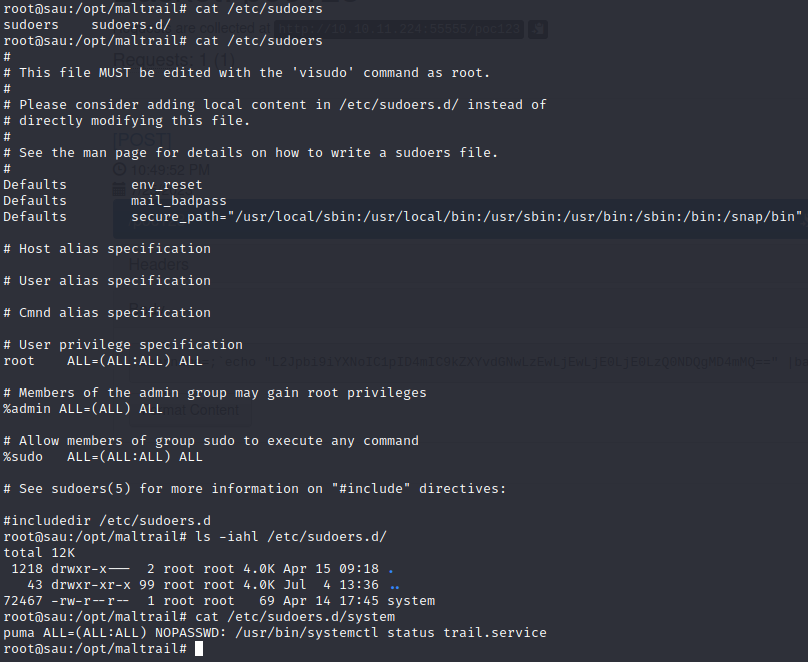 root@sau:/opt/maltrail# cat /etc/sudoers
sudoers    sudoers.d/
root@sau:/opt/maltrail# cat /etc/sudoers
#
# This file MUST be edited with the 'visudo' command as root.
#
# Please consider adding local content in /etc/sudoers.d/ instead of
# directly modifying this file.
#
# See the man page for details on how to write a sudoers file.
#
Defaults        env_reset
Defaults        mail_badpass
Defaults        secure_path="/usr/local/sbin:/usr/local/bin:/usr/sbin:/usr/bin:/sbin:/bin:/snap/bin"

# Host alias specification

# User alias specification

# Cmnd alias specification

# User privilege specification
root    ALL=(ALL:ALL) ALL

# Members of the admin group may gain root privileges
%admin ALL=(ALL) ALL

# Allow members of group sudo to execute any command
%sudo   ALL=(ALL:ALL) ALL

# See sudoers(5) for more information on "#include" directives:

#includedir /etc/sudoers.d
root@sau:/opt/maltrail# ls -iahl /etc/sudoers.d/
total 12K
 1218 drwxr-x---  2 root root 4.0K Apr 15 09:18 .
   43 drwxr-xr-x 99 root root 4.0K Jul  4 13:36 ..
72467 -rw-r--r--  1 root root   69 Apr 14 17:45 system
root@sau:/opt/maltrail# cat /etc/sudoers.d/system
puma ALL=(ALL:ALL) NOPASSWD: /usr/bin/systemctl status trail.service
root@sau:/opt/maltrail#